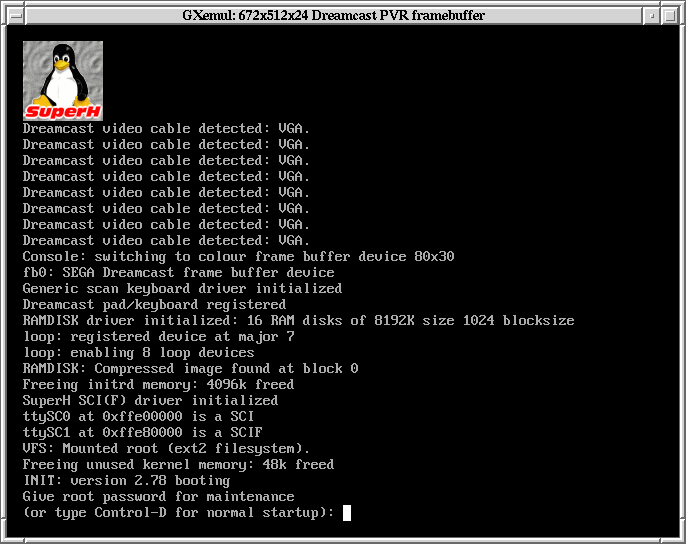 GXemul: 672x512x24 Dreamcast PVR framebuffer
SuperH
Dreamcast video cable detected: VGA.
Dreamcast video cable detected: VGA.
Dreamcast video cable detected: VGA.
Dreamcast video cable detected: VGA.
Dreamcast video cable detected: VGA.
Dreamcast video cable detected: VGA.
Dreamcast video cable detected: VGA.
Dreamcast video cable detected: VGA.
Console: switching to colour frame buffer device 80x30
fb0: SEGA Dreamcast frame buffer device
Generic scan keyboard driver initialized
Dreamcast pad/keyboard registered
RAMDISK driver initialized: 16 RAM disks of 8192K size 1024 blocksize
loop: registered device at major 7
loop: enabling 8 loop devices
RAMDISK: Compressed image found at block 0
Freeing initrd memory: 4096k freed
SuperH SCI(F) driver initialized
ttySC0 at 0xffe00000 is a SCI
ttySC1 at 0xffe80000 is a SCIF
VFS: Mounted root (ext2 filesystem).
Freeing unused kernel memory: 48k freed
INIT: version 2.78 booting
Give root password for maintenance
(or type Control-D for normal startup):